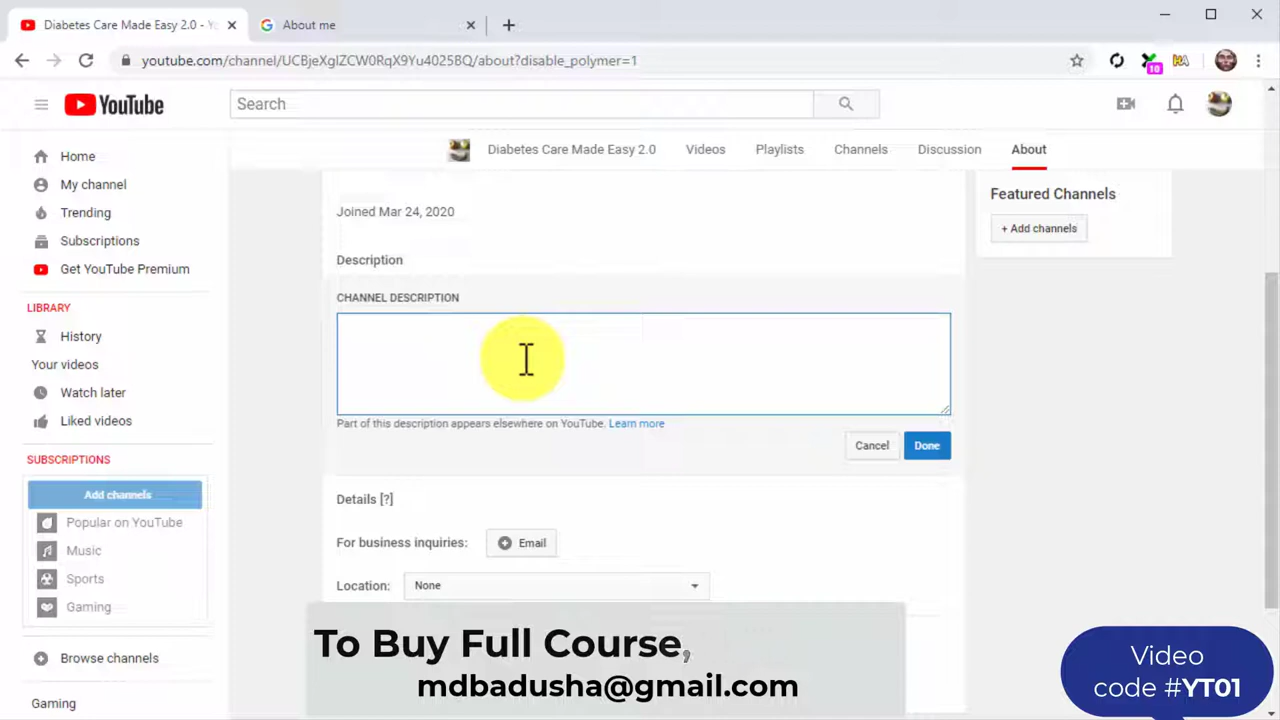 Diabetes Care Made Easy 2.0 - Yo
About me
youtube.com/channel/UCBjeXglZCW0RqX9Yu4025BQ/about?disable_polymer=1
10
YouTube
Search
Diabetes Care Made Easy 2.0
Videos
Playlists
Channels
Discussion
About
Home
My channel
Trending
Subscriptions
Get YouTube Premium
LIBRARY
History
Your videos
Watch later
Liked videos
SUBSCRIPTIONS
Add channels
Popular on YouTube
Music
Sports
Gaming
Browse channels
Gaming
Joined Mar 24, 2020
Description
CHANNEL DESCRIPTION
Part of this description appears elsewhere on YouTube. Learn more
Cancel
Done
Details [?]
For business inquiries:
Email
Location:
None
Featured Channels
+ Add channels
To Buy Full Course,
mdbadusha@gmail.com
Video
code #YT01